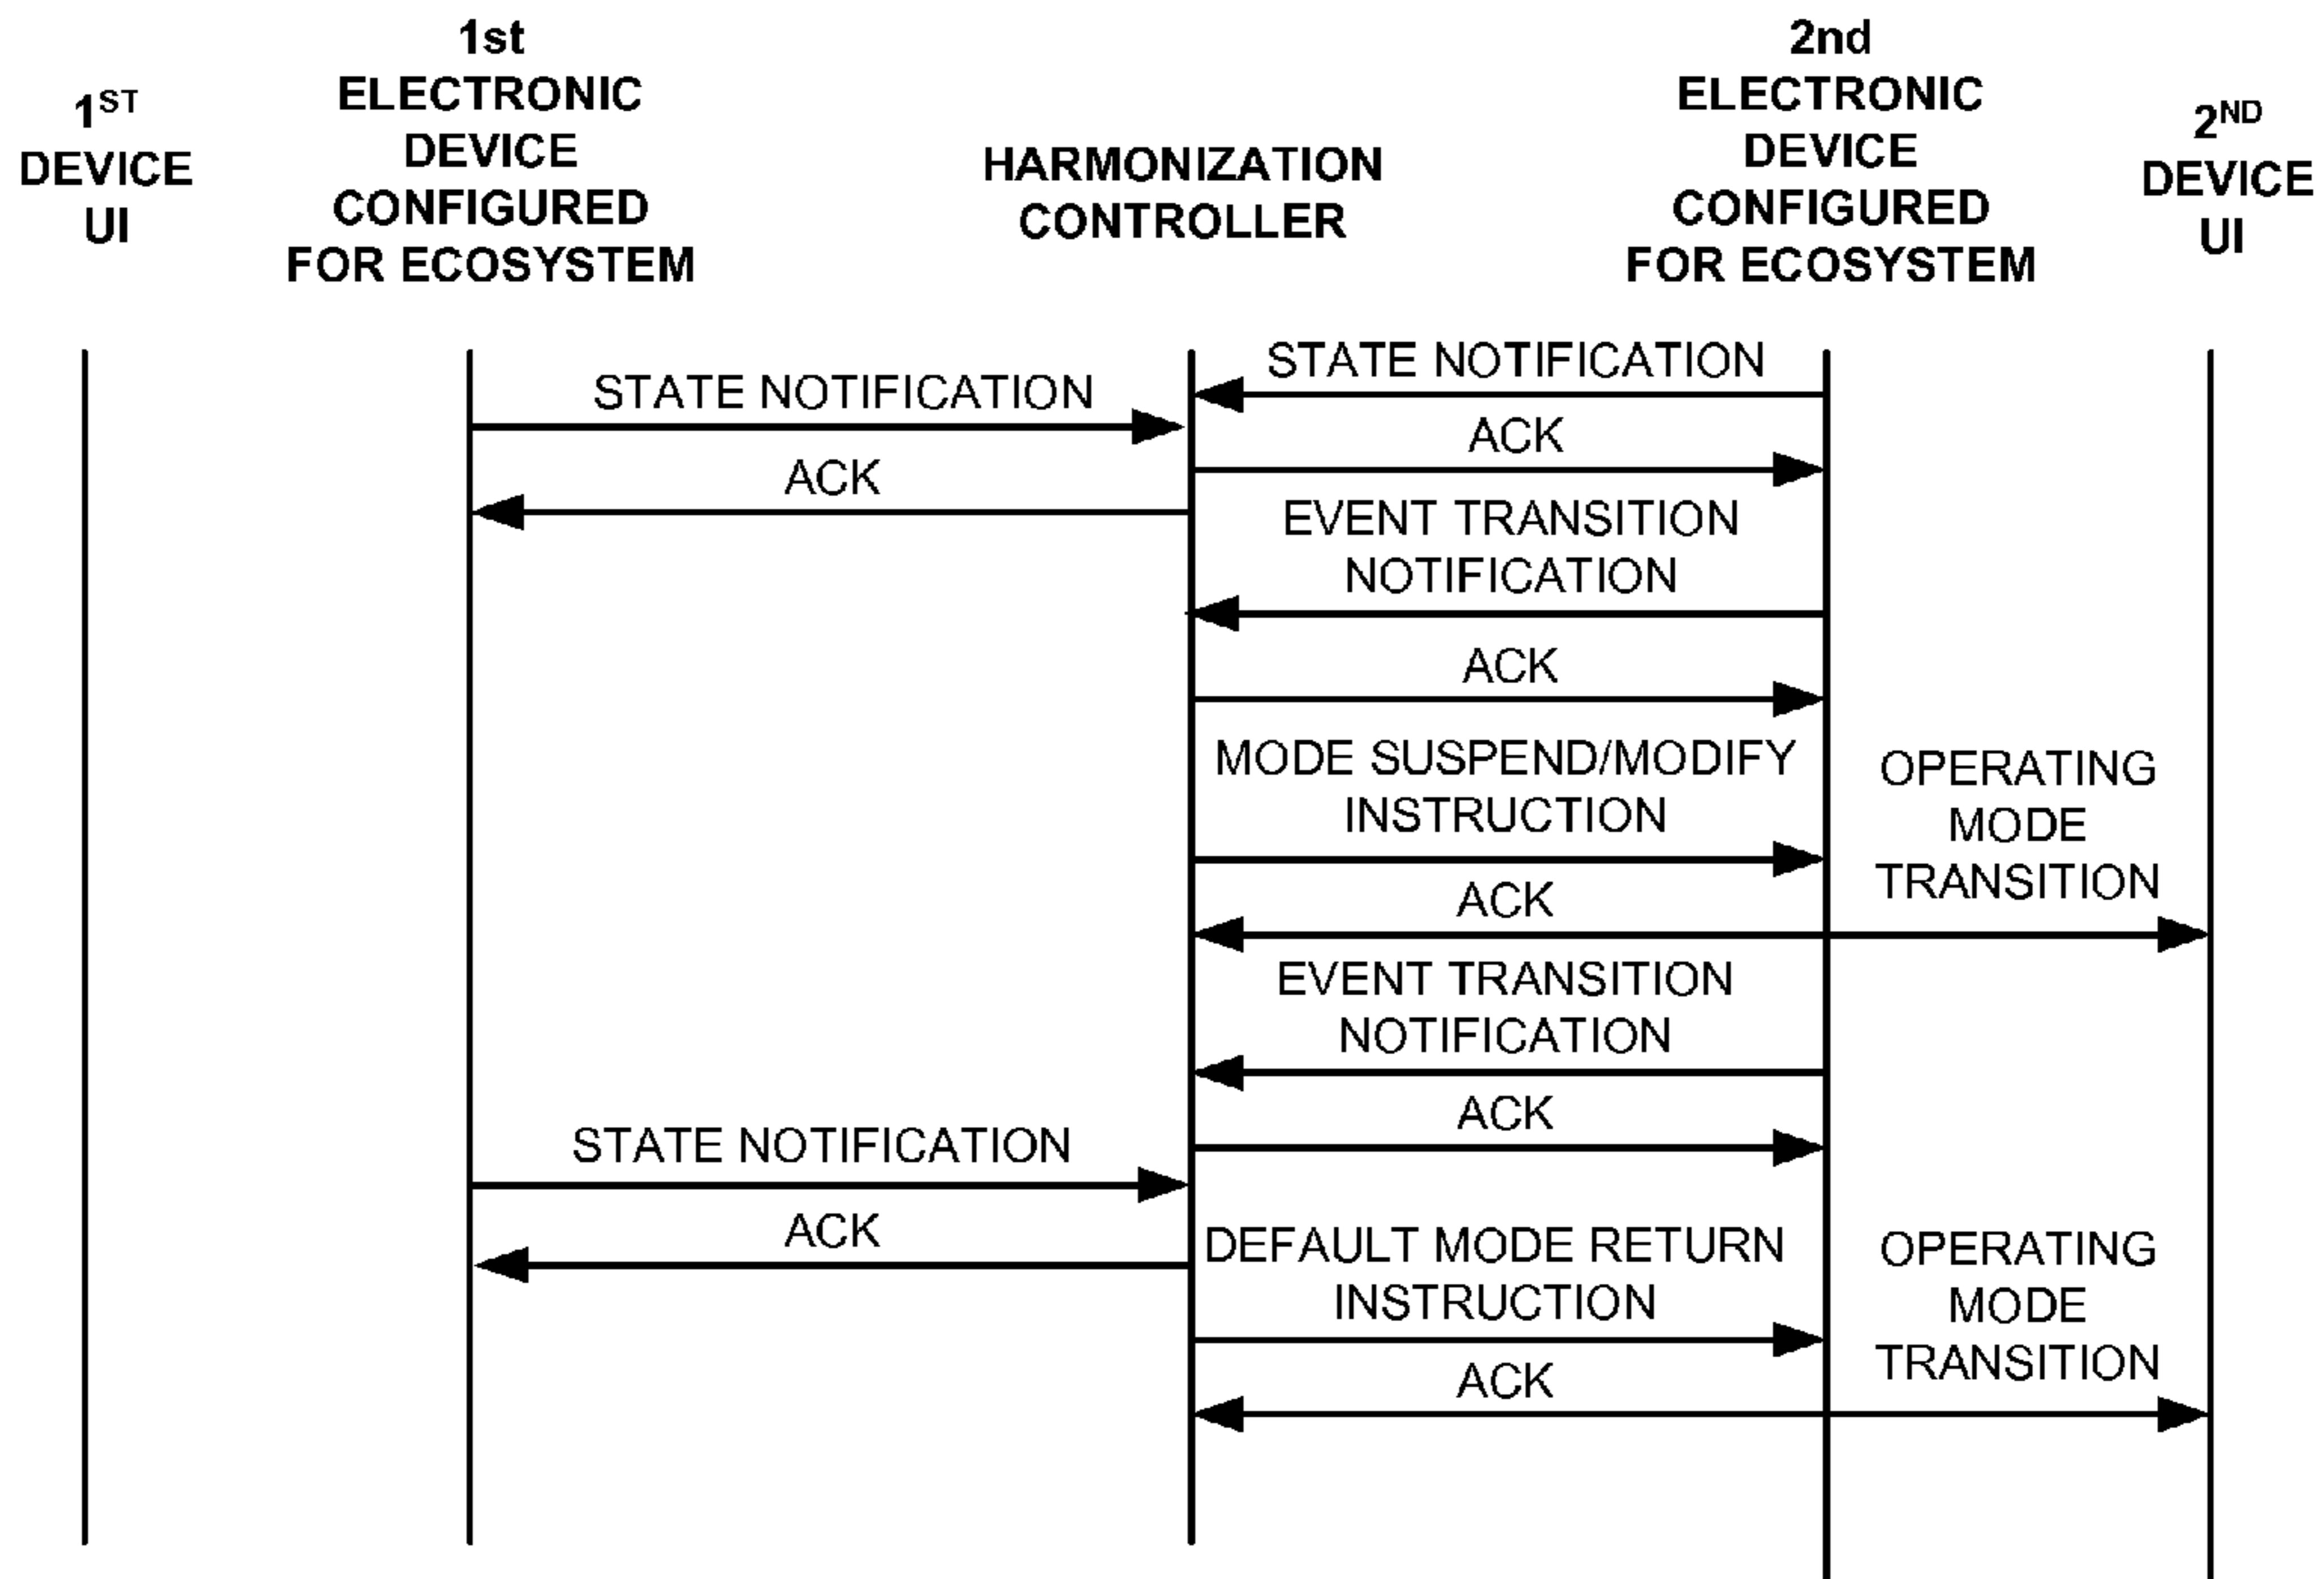 1ST
DEVICE
UI
1st
ELECTRONIC
DEVICE
CONFIGURED
FOR ECOSYSTEM
HARMONIZATION
CONTROLLER
2nd
ELECTRONIC
DEVICE
CONFIGURED
FOR ECOSYSTEM
2ND
DEVICE
UI
STATE NOTIFICATION
STATE NOTIFICATION
ACK
ACK
EVENT TRANSITION
NOTIFICATION
ACK
MODE SUSPEND/MODIFY
INSTRUCTION
OPERATING
MODE
TRANSITION
ACK
EVENT TRANSITION
NOTIFICATION
ACK
STATE NOTIFICATION
ACK
DEFAULT MODE RETURN
INSTRUCTION
OPERATING
MODE
TRANSITION
ACK